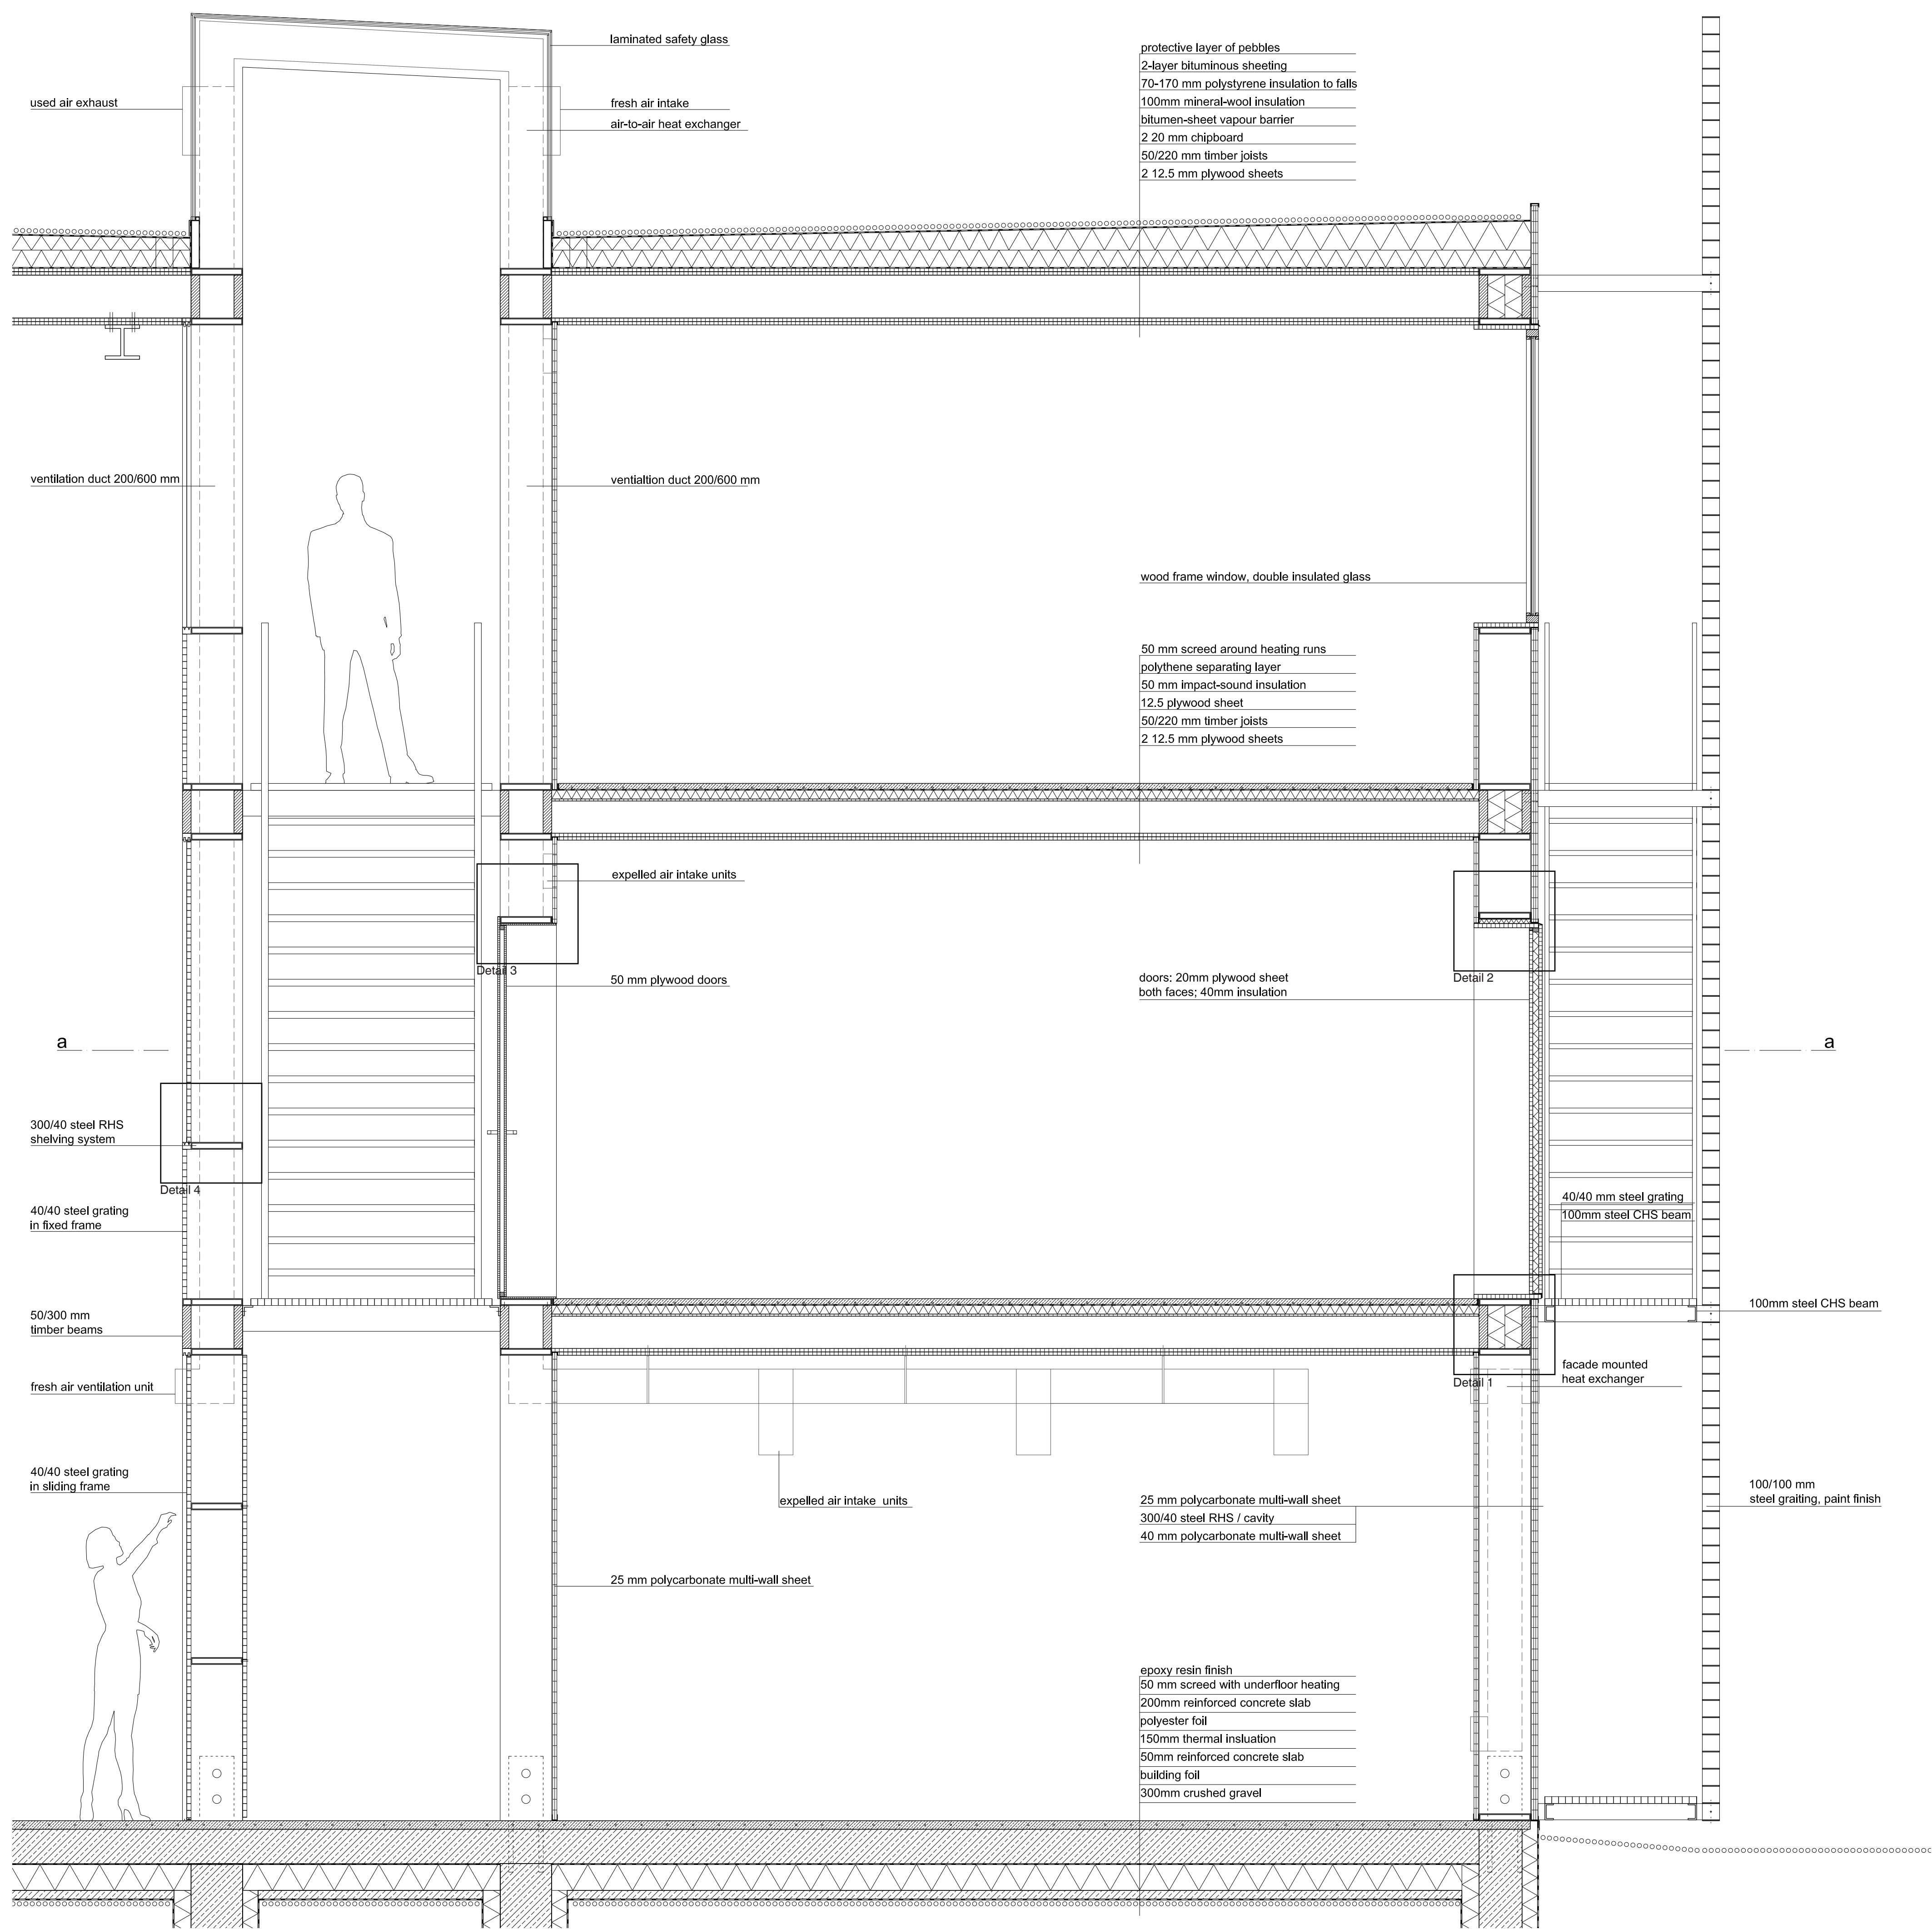 laminated safety glass
used air exhaust
fresh air intake
air-to-air heat exchanger
protective layer of pebbles
2-layer bituminous sheeting
70-170 mm polystyrene insulation to falls
100mm mineral-wool insulation
bitumen-sheet vapour barrier
2 20 mm chipboard
50/220 mm timber joists
2 12.5 mm plywood sheets
ventilation duct 200/600 mm
ventialtion duct 200/600 mm
wood frame window, double insulated glass
50 mm screed around heating runs
polythene separating layer
50 mm impact-sound insulation
12.5 plywood sheet
50/220 mm timber joists
2 12.5 mm plywood sheets
expelled air intake units
Detail 3
Detail 2
50 mm plywood doors
doors: 20mm plywood sheet
both faces; 40mm insulation
a
a
300/40 steel RHS
shelving system
Detail 4
40/40 steel grating
in fixed frame
40/40 mm steel grating
100mm steel CHS beam
50/300 mm
timber beams
100mm steel CHS beam
fresh air ventilation unit
Detail 1
facade mounted
heat exchanger
40/40 steel grating
in sliding frame
expelled air intake units
25 mm polycarbonate multi-wall sheet
300/40 steel RHS / cavity
40 mm polycarbonate multi-wall sheet
100/100 mm
steel graiting, paint finish
25 mm polycarbonate multi-wall sheet
epoxy resin finish
50 mm screed with underfloor heating
200mm reinforced concrete slab
polyester foil
150mm thermal insluation
50mm reinforced concrete slab
building foil
300mm crushed gravel